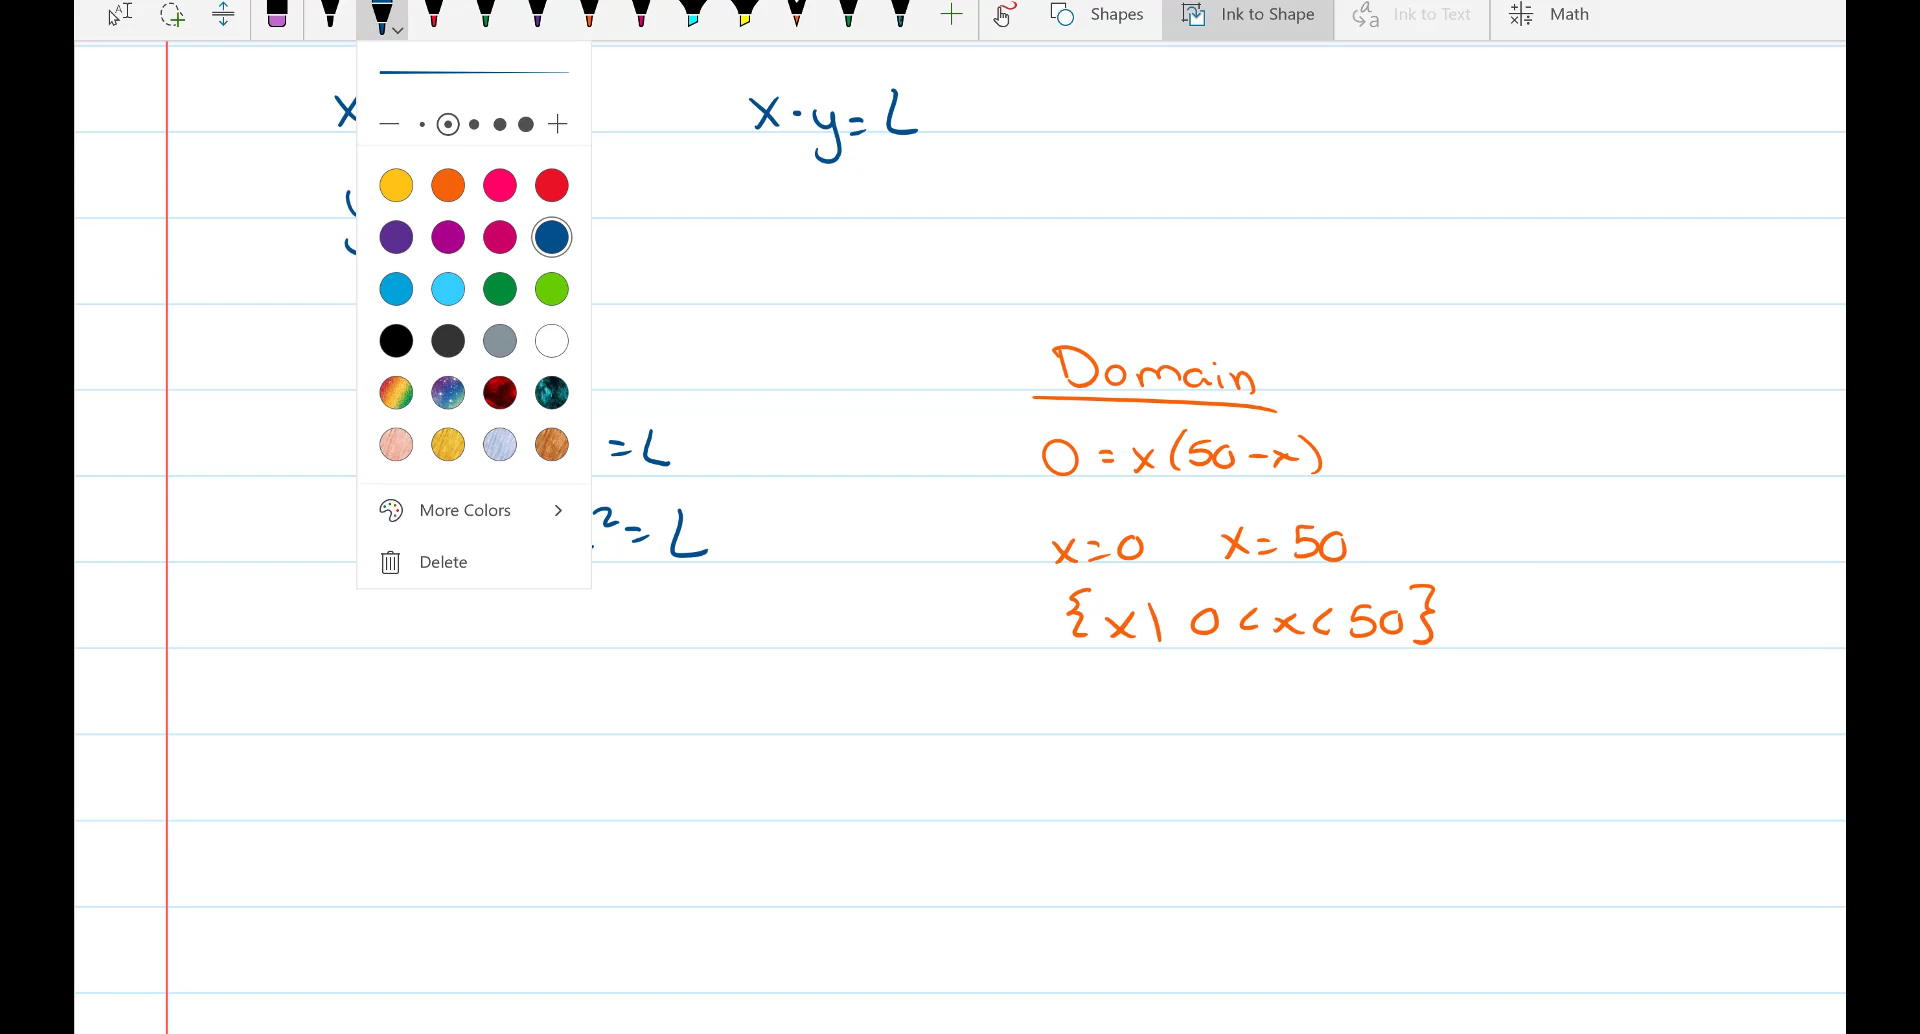 Shapes
Ink to Shape
Ink to Text
Math
x
x · y = L
= L
² = L
More Colors
Delete
Domain
0 = x(50-x)
x=0 x=50
{x| 0<x<50}